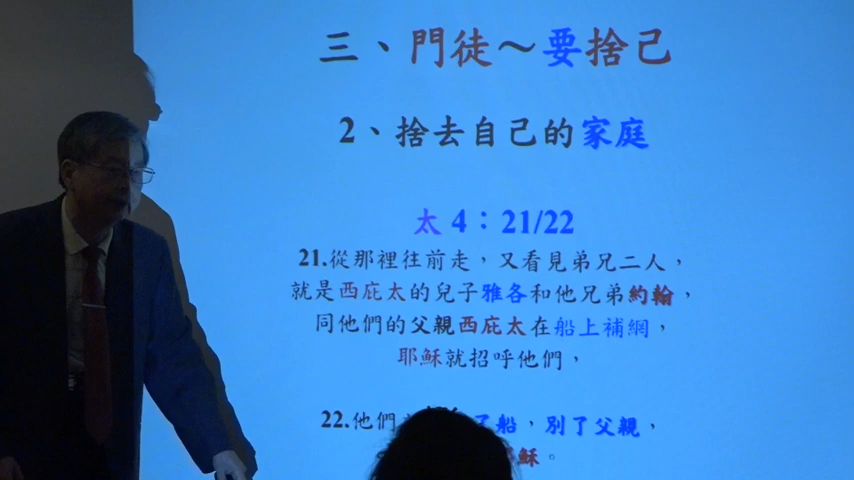 三、門徒～要捨己
2、捨去自己的家庭
太 4：21/22
21.從那裡往前走，又看見弟兄二人，
就是西庇太的兒子雅各和他兄弟約翰，
同他們的父親西庇太在船上補網，
耶穌就招呼他們，
22.他們 了船，別了父親，
穌。